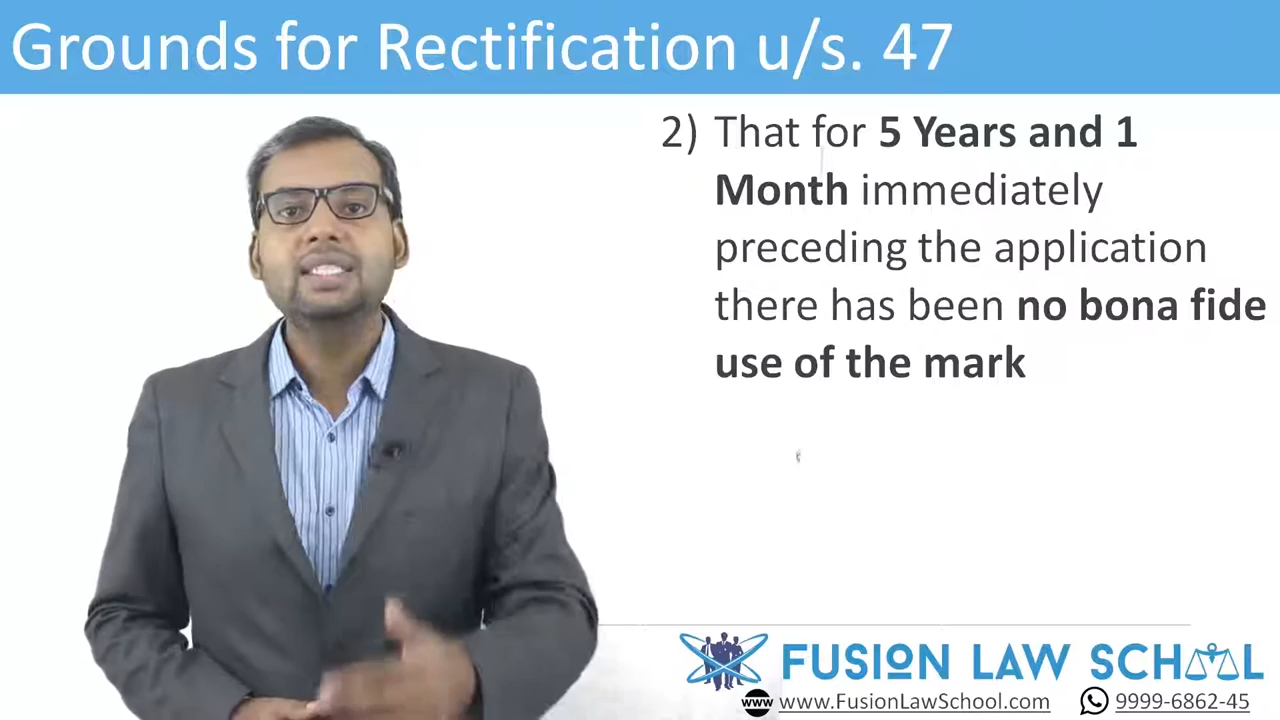 Grounds for Rectification u/s. 47
2) That for 5 Years and 1
Month immediately
preceding the application
there has been no bona fide
use of the mark
FUSION LAW SCHOOL
www.FusionLawSchool.com 9999-6862-45